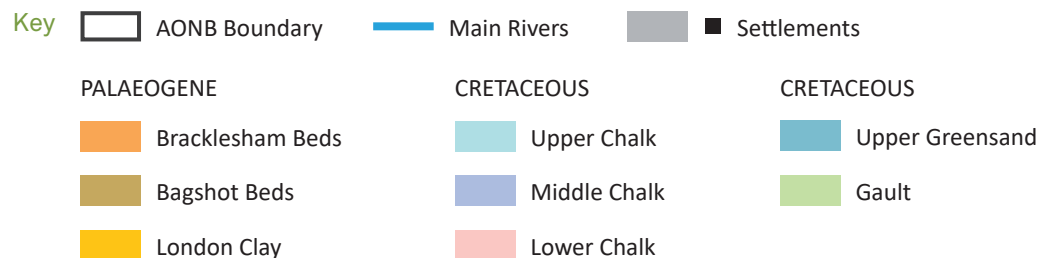 Key AONB Boundary Main Rivers Settlements
PALAEOGENE CRETACEOUS CRETACEOUS
Bracklesham Beds Upper Chalk Upper Greensand
Bagshot Beds Middle Chalk Gault
London Clay Lower Chalk